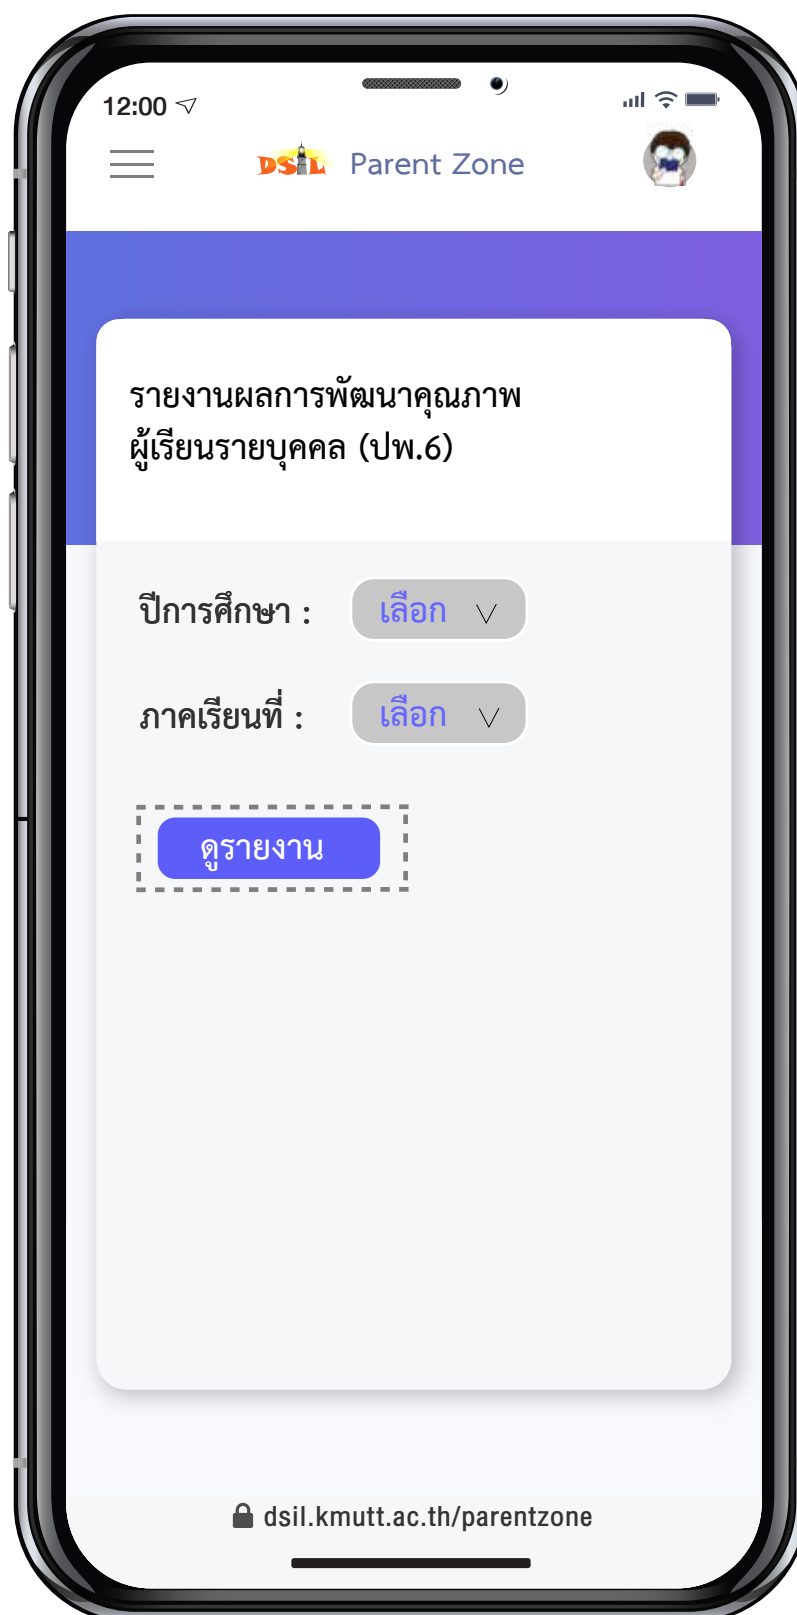 12:00
DSIL Parent Zone
รายงานผลการพัฒนาคุณภาพ
ผู้เรียนรายบุคคล (ปพ.6)
ปีการศึกษา : เลือก
ภาคเรียนที่ : เลือก
ดูรายงาน
dsil.kmutt.ac.th/parentzone